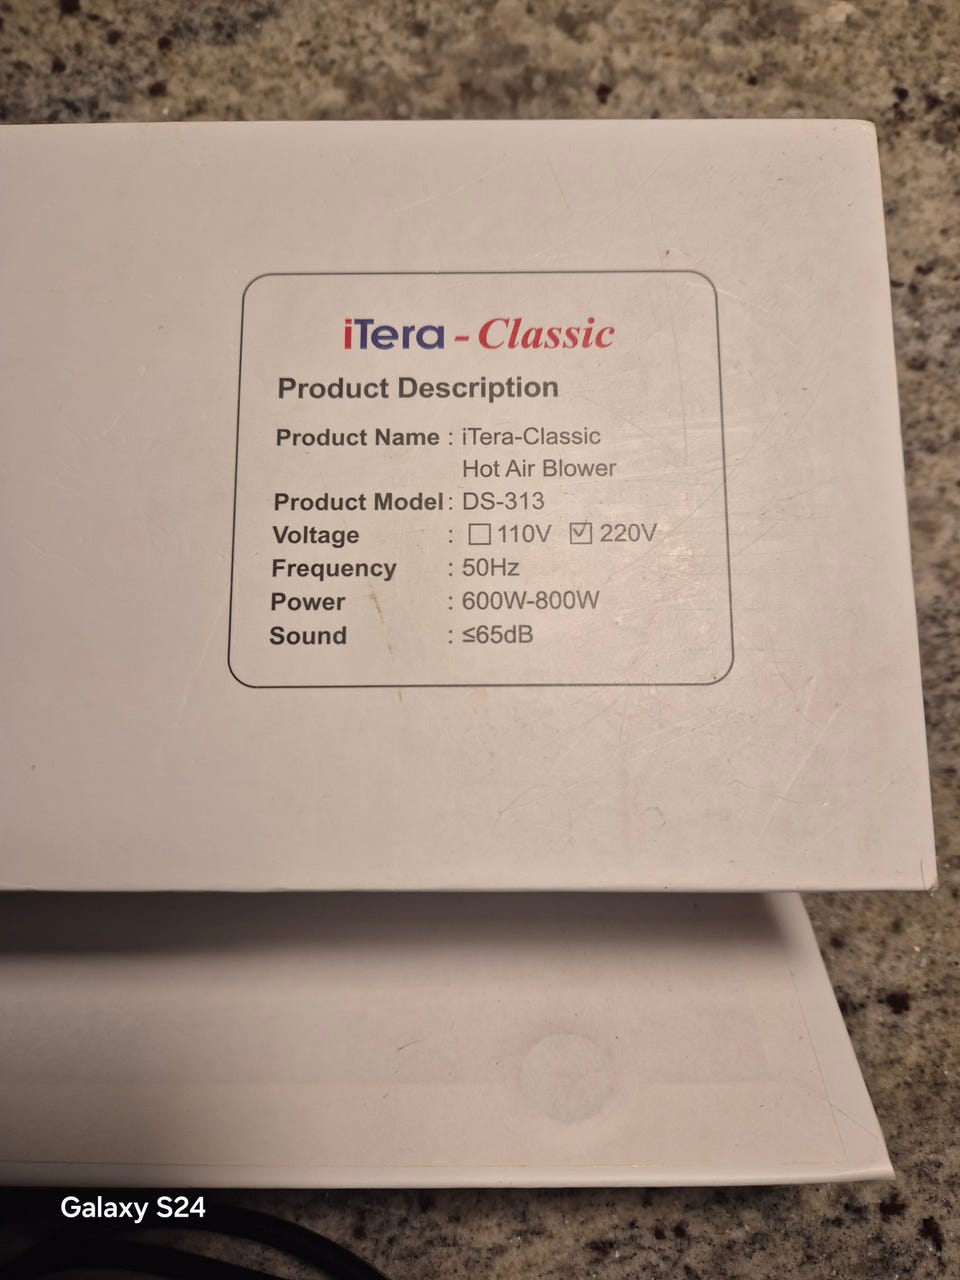 iTera - Classic
Product Description
Product Name : iTera-Classic
Hot Air Blower
Product Model : DS-313
Voltage : ☐ 110V ☑ 220V
Frequency : 50Hz
Power : 600W-800W
Sound : ≤65dB
Galaxy S24